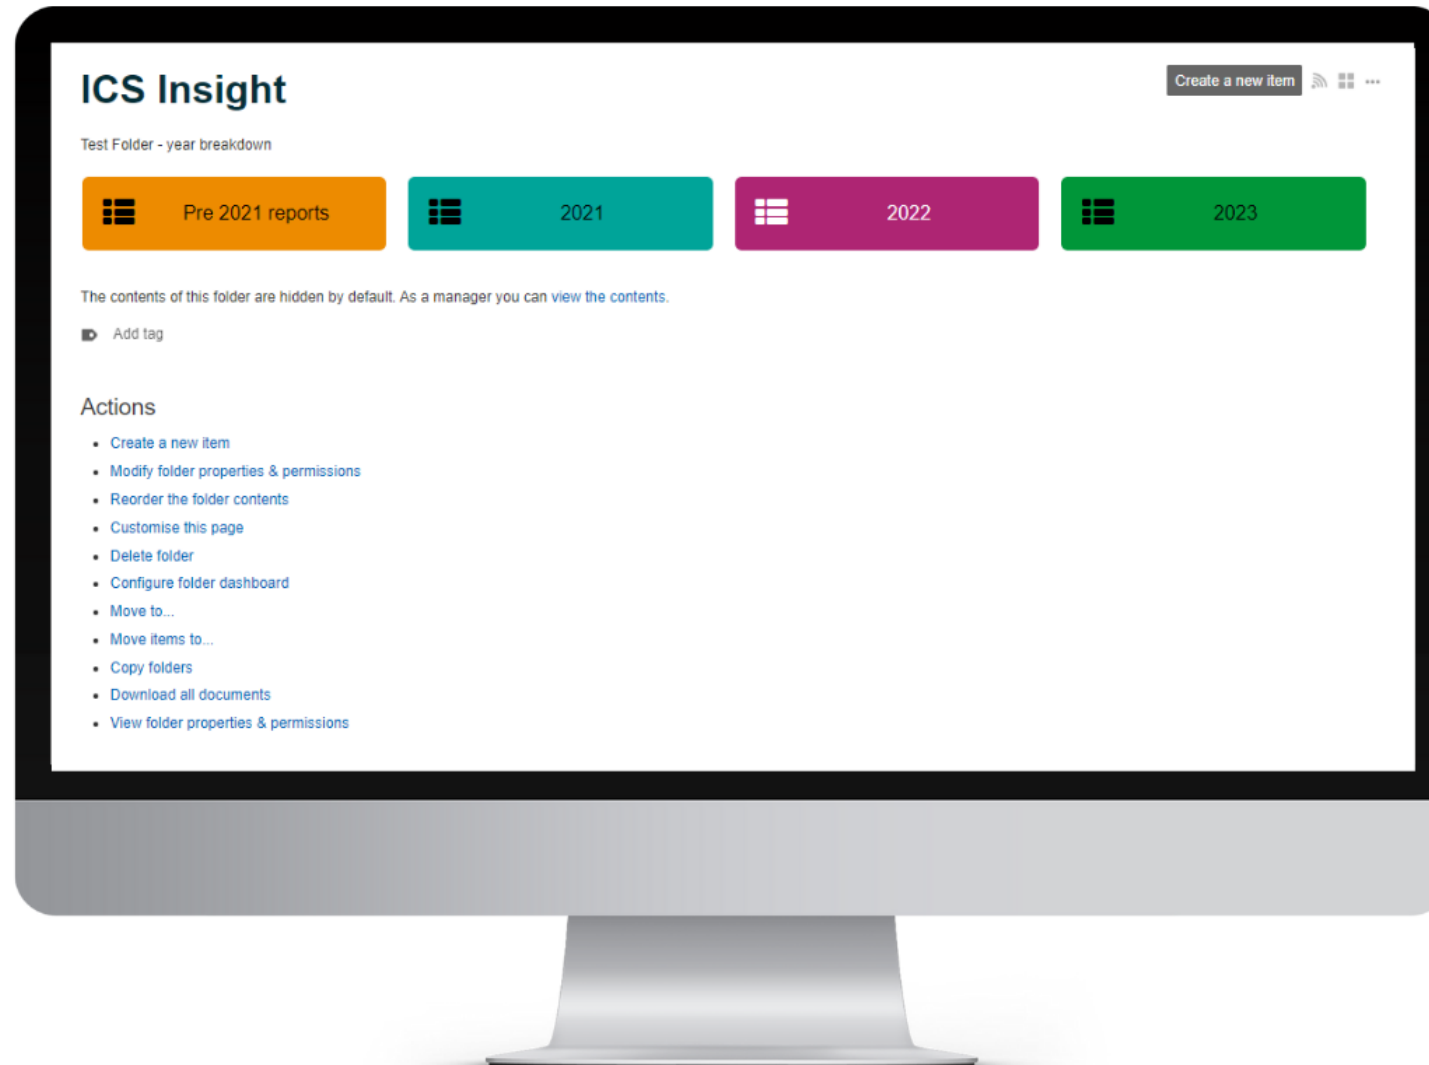 ICS Insight
Create a new item
Test Folder - year breakdown
Pre 2021 reports
2021
2022
2023
The contents of this folder are hidden by default. As a manager you can view the contents.
Add tag
Actions
Create a new item
Modify folder properties & permissions
Reorder the folder contents
Customise this page
Delete folder
Configure folder dashboard
Move to...
Move items to...
Copy folders
Download all documents
View folder properties & permissions